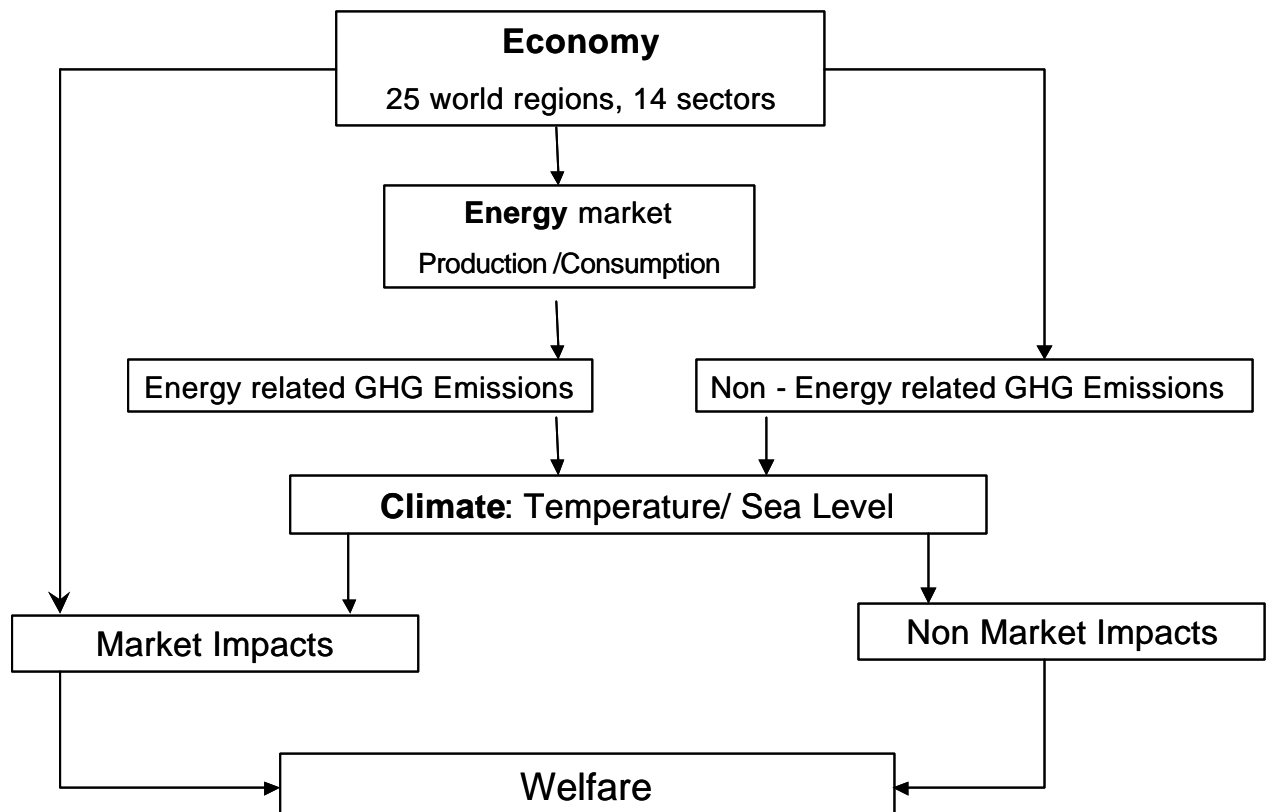 Economy
25 world regions, 14 sectors
Energy market
Production /Consumption
Energy related GHG Emissions
Non - Energy related GHG Emissions
Climate: Temperature/ Sea Level
Market Impacts
Non Market Impacts
Welfare